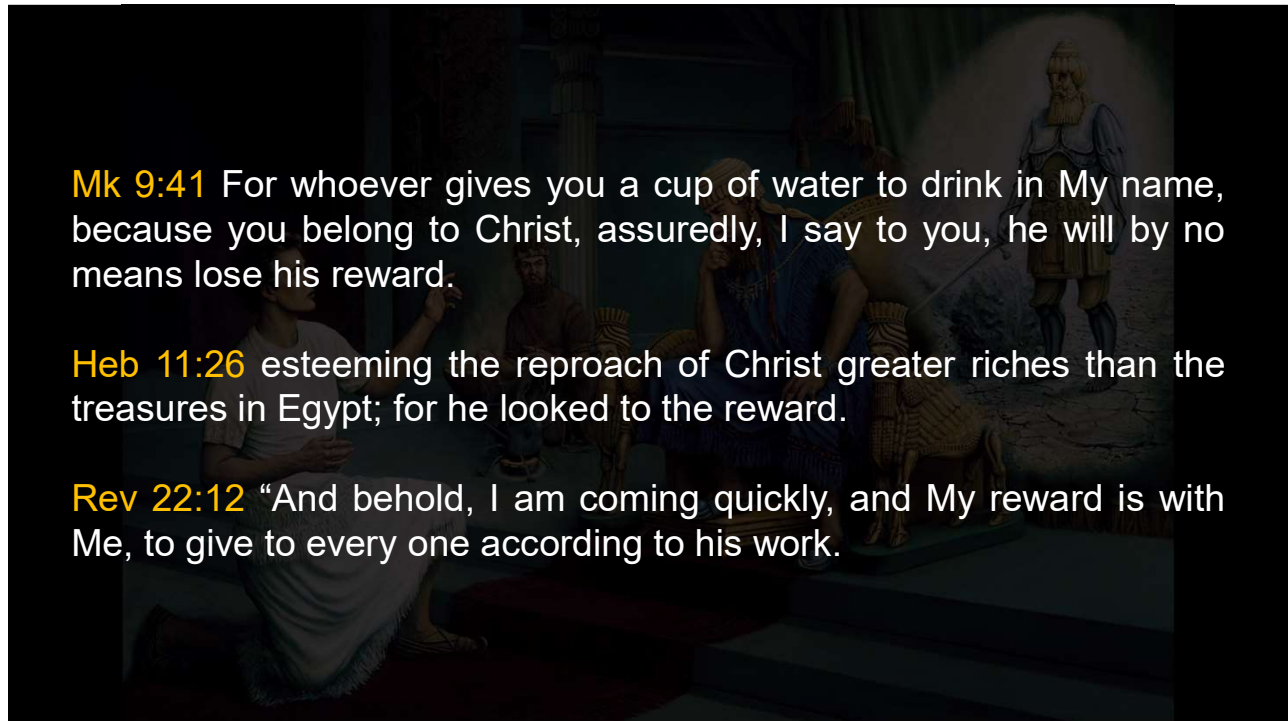 Mk 9:41 For whoever gives you a cup of water to drink in My name,
because you belong to Christ, assuredly, I say to you, he will by no
means lose his reward.
Heb 11:26 esteeming the reproach of Christ greater riches than the
treasures in Egypt; for he looked to the reward.
Rev 22:12 “And behold, I am coming quickly, and My reward is with
Me, to give to every one according to his work.